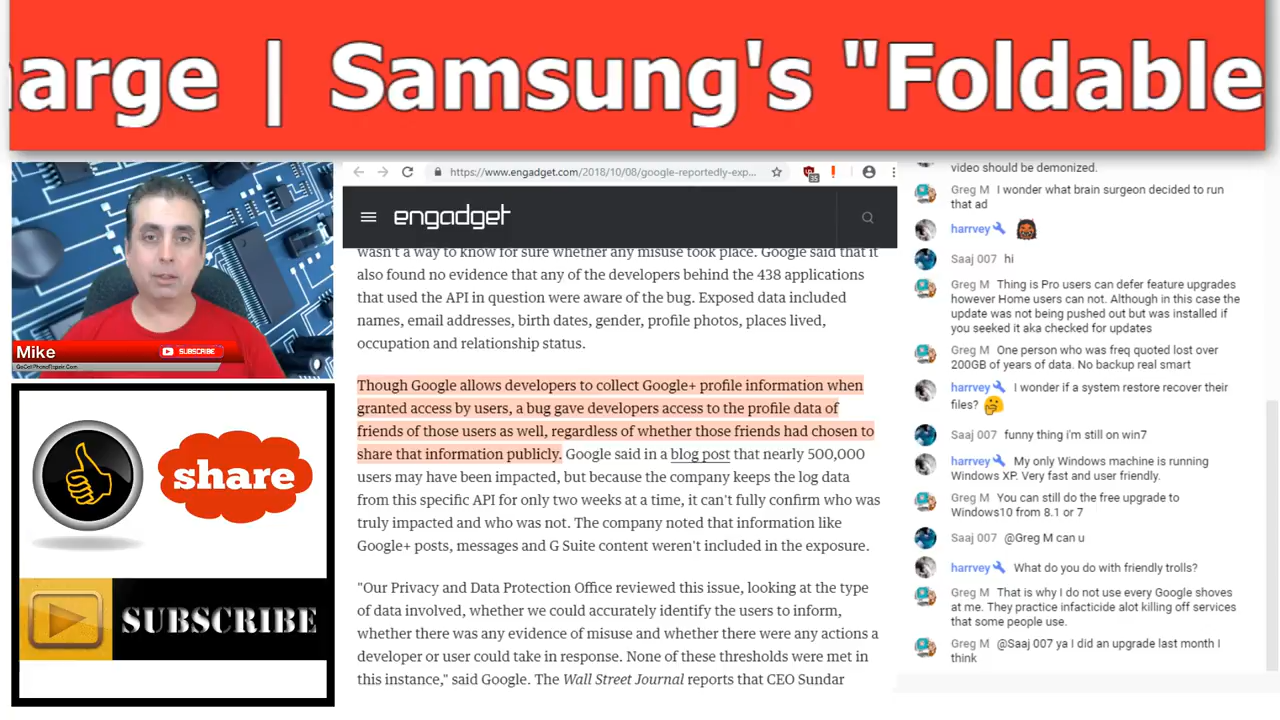 arge | Samsung's "Foldable
Mike
SUBSCRIBE
share
SUBSCRIBE
https://www.engadget.com/2018/10/08/google-reportedly-exp...
35
engadget
wasn't a way to know for sure whether any misuse took place. Google said that it
also found no evidence that any of the developers behind the 438 applications
that used the API in question were aware of the bug. Exposed data included
names, email addresses, birth dates, gender, profile photos, places lived,
occupation and relationship status.
Though Google allows developers to collect Google+ profile information when
granted access by users, a bug gave developers access to the profile data of
friends of those users as well, regardless of whether those friends had chosen to
share that information publicly. Google said in a blog post that nearly 500,000
users may have been impacted, but because the company keeps the log data
from this specific API for only two weeks at a time, it can't fully confirm who was
truly impacted and who was not. The company noted that information like
Google+ posts, messages and G Suite content weren't included in the exposure.
"Our Privacy and Data Protection Office reviewed this issue, looking at the type
of data involved, whether we could accurately identify the users to inform,
whether there was any evidence of misuse and whether there were any actions a
developer or user could take in response. None of these thresholds were met in
this instance," said Google. The Wall Street Journal reports that CEO Sundar
video should be demonized.
Greg M I wonder what brain surgeon decided to run
that ad
harrvey
Saaj 007 hi
Greg M Thing is Pro users can defer feature upgrades
however Home users can not. Although in this case the
update was not being pushed out but was installed if
you seeked it aka checked for updates
Greg M One person who was freq quoted lost over
200GB of years of data. No backup real smart
harrvey I wonder if a system restore recover their
files?
Saaj 007 funny thing i'm still on win7
harrvey My only Windows machine is running
Windows XP. Very fast and user friendly.
Greg M You can still do the free upgrade to
Windows10 from 8.1 or 7
Saaj 007 @Greg M can u
harrvey What do you do with friendly trolls?
Greg M That is why I do not use every Google shoves
at me. They practice infacticide alot killing off services
that some people use.
Greg M @Saaj 007 ya I did an upgrade last month I
think